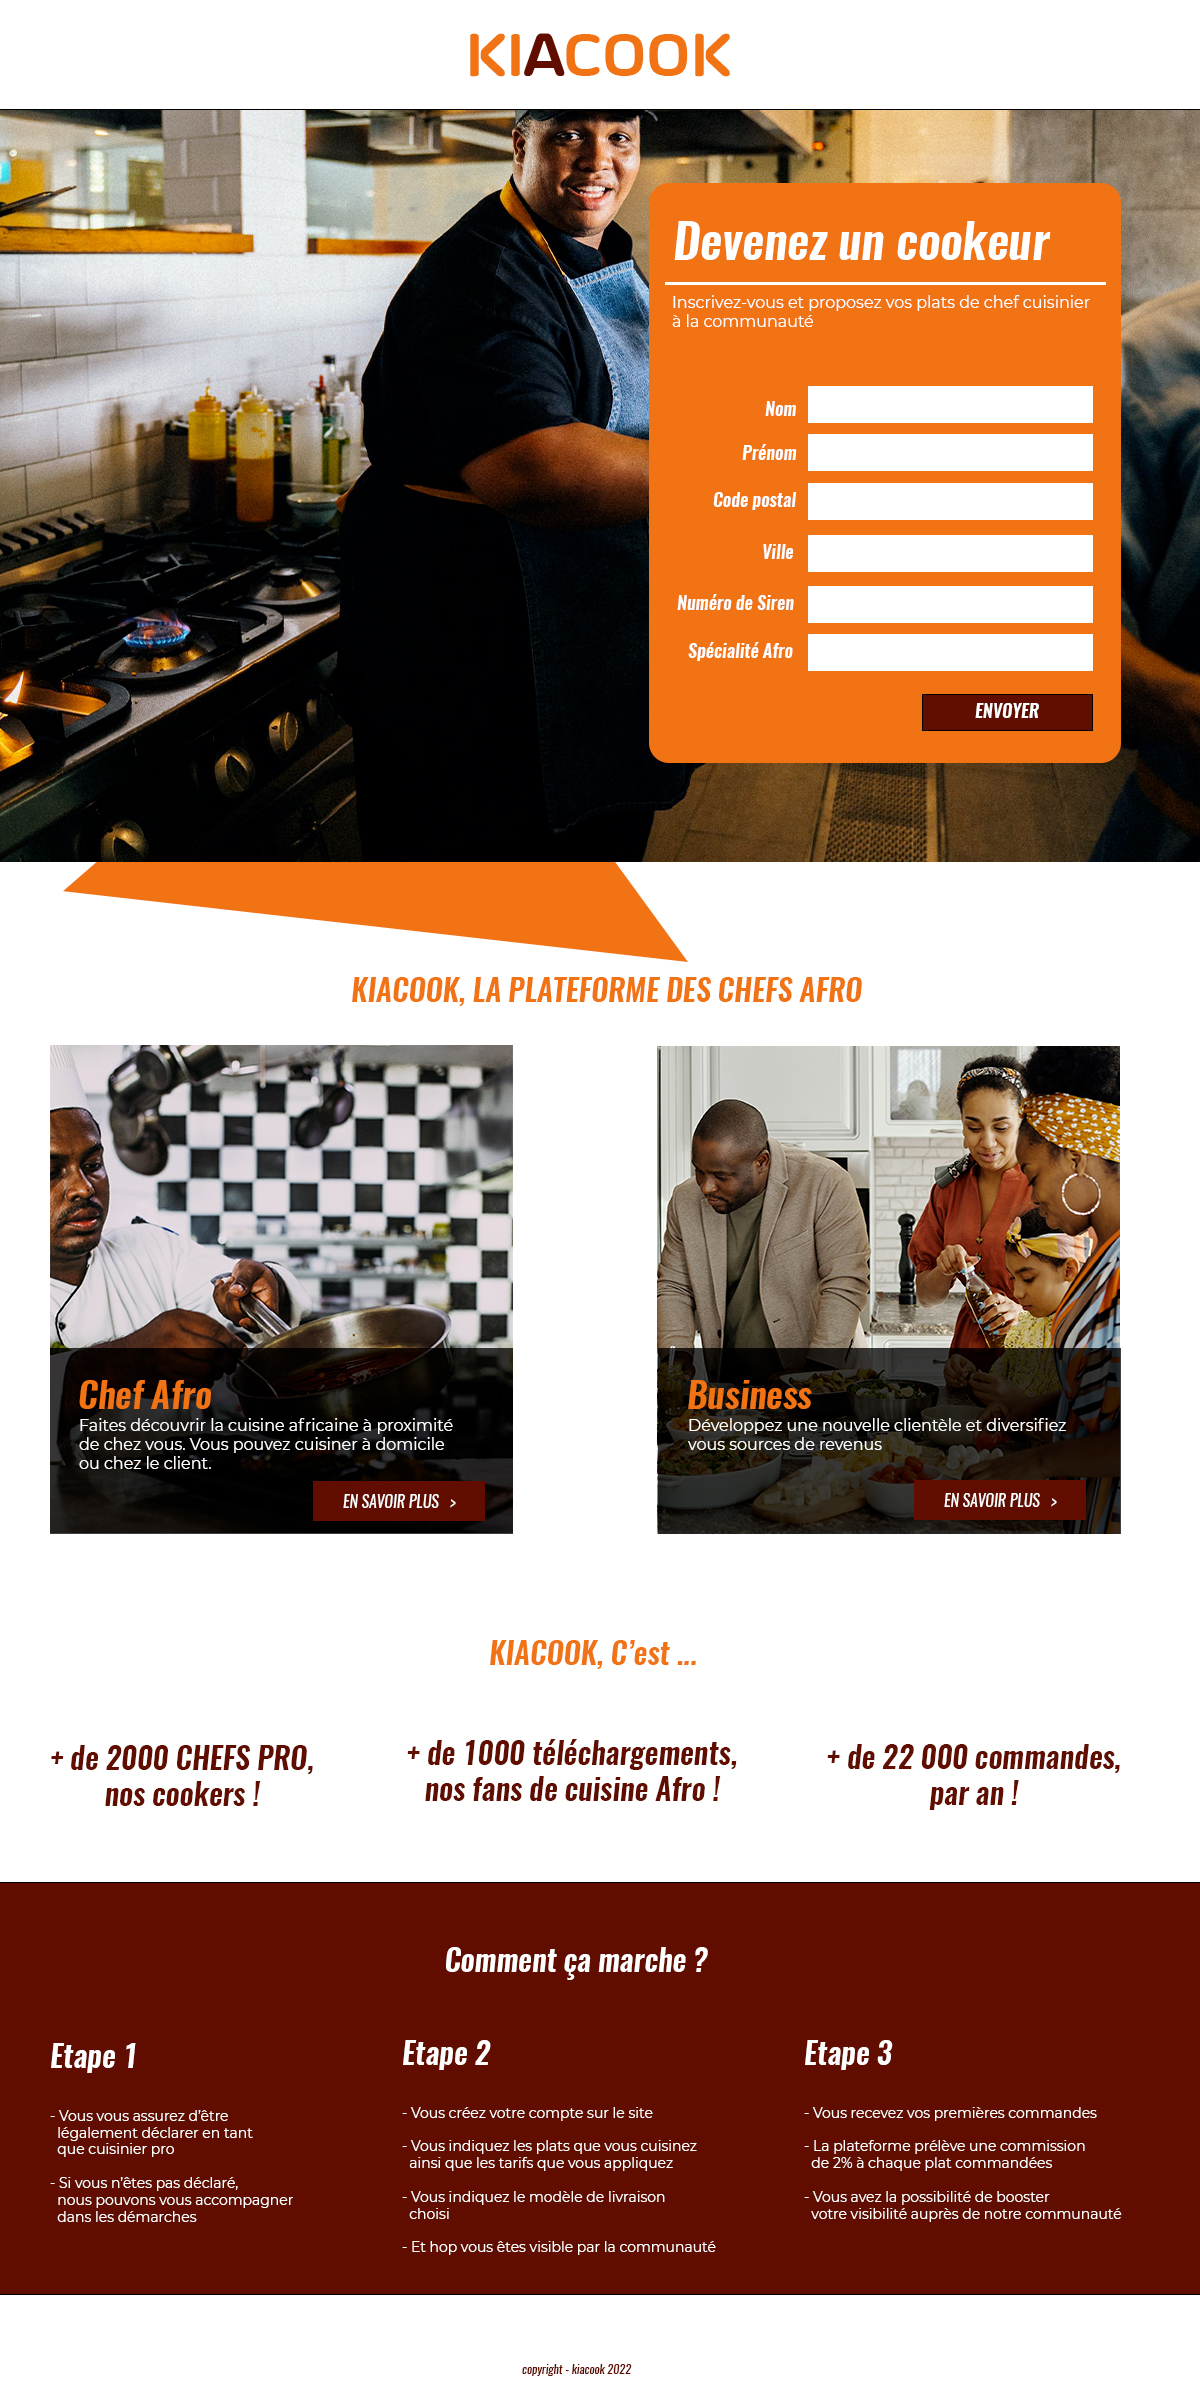 KIACOOK
Devenez un cookeur
Inscrivez-vous et proposez vos plats de chef cuisinier
à la communauté
Nom
Prénom
Code postal
Ville
Numéro de Siren
Spécialité Afro
ENVOYER
KIACOOK, LA PLATEFORME DES CHEFS AFRO
Chef Afro
Faites découvrir la cuisine africaine à proximité
de chez vous. Vous pouvez cuisiner à domicile
ou chez le client.
EN SAVOIR PLUS >
Business
Développez une nouvelle clientèle et diversifiez
vous sources de revenus
EN SAVOIR PLUS >
KIACOOK, C’est ...
+ de 2000 CHEFS PRO,
nos cookers !
+ de 1000 téléchargements,
nos fans de cuisine Afro !
+ de 22 000 commandes,
par an !
Comment ça marche ?
Etape 1
- Vous vous assurez d’être
légalement déclarer en tant
que cuisinier pro
- Si vous n’êtes pas déclaré,
nous pouvons vous accompagner
dans les démarches
Etape 2
- Vous créez votre compte sur le site
- Vous indiquez les plats que vous cuisinez
ainsi que les tarifs que vous appliquez
- Vous indiquez le modèle de livraison
choisi
- Et hop vous êtes visible par la communauté
Etape 3
- Vous recevez vos premières commandes
- La plateforme prélève une commission
de 2% à chaque plat commandées
- Vous avez la possibilité de booster
votre visibilité auprès de notre communauté
copyright - kiacook 2022